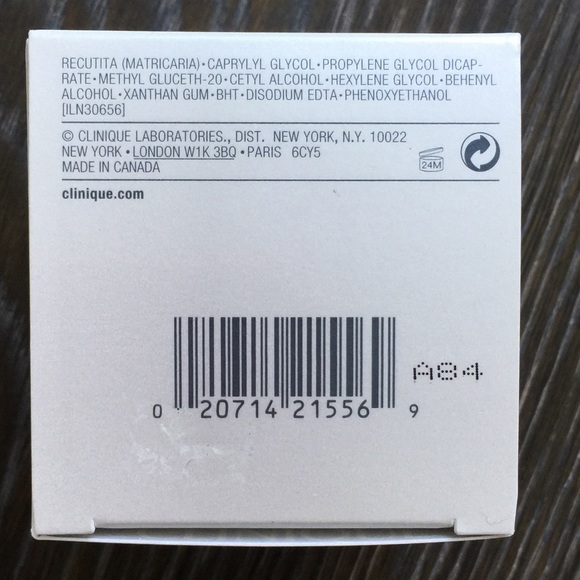 RECUTITA (MATRICARIA)•CAPRYLYL GLYCOL•PROPYLENE GLYCOL DICAP-
RATE•METHYL GLUCETH-20•CETYL ALCOHOL•HEXYLENE GLYCOL•BEHENYL
ALCOHOL•XANTHAN GUM•BHT•DISODIUM EDTA•PHENOXYETHANOL
[ILN30656]
© CLINIQUE LABORATORIES., DIST. NEW YORK, N.Y. 10022
NEW YORK • LONDON W1K 3BQ • PARIS 6CY5
MADE IN CANADA
24M
clinique.com
A84
0 20714 21556 9